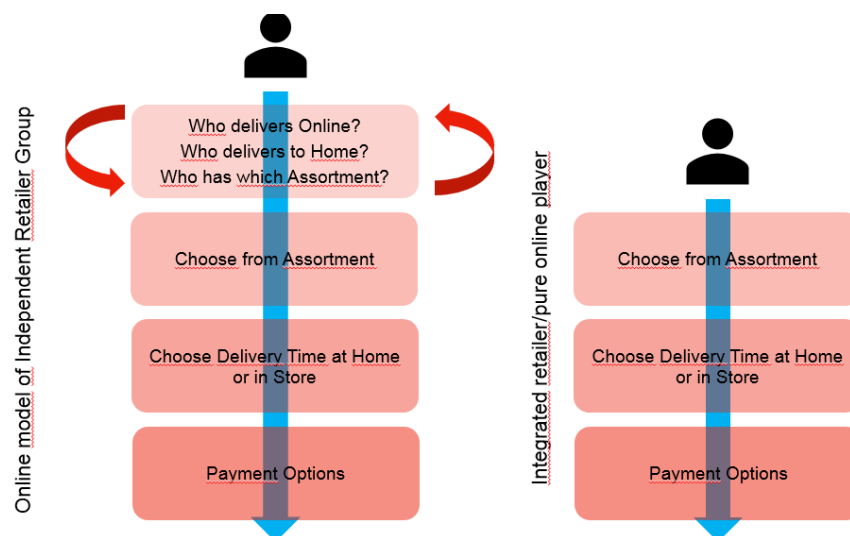 Online model of Independent Retailer Group
Who delivers Online?
Who delivers to Home?
Who has which Assortment?
Choose from Assortment
Choose Delivery Time at Home
or in Store
Payment Options
Integrated retailer/pure online player
Choose from Assortment
Choose Delivery Time at Home
or in Store
Payment Options